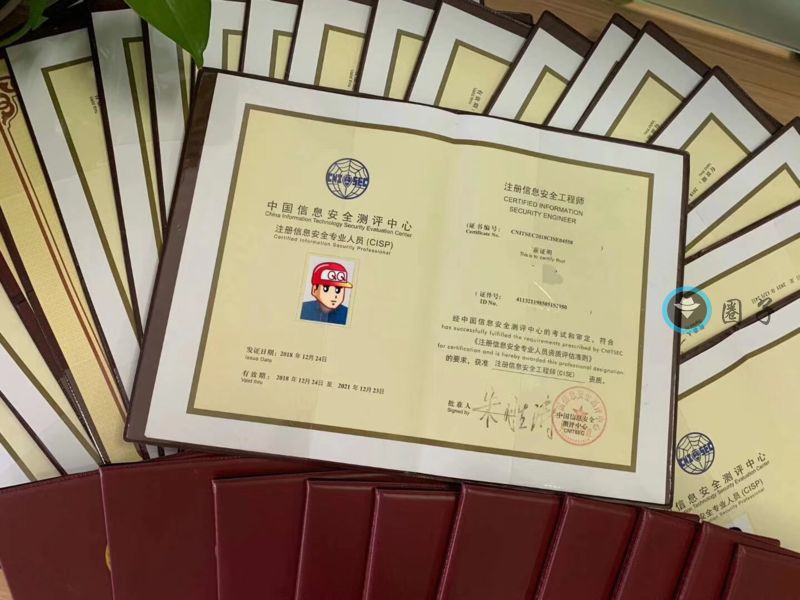 CNITSEC
中国信息安全测评中心
China Information Technology Security Evaluation Center
注册信息安全专业人员(CISP)
Certified Information Security Professional
发证日期: 2018 年 12月 24日
Issue Date
有效期: 2018 年 12月 24日 至 2021 年 12月 23日
Valid thru
注册信息安全工程师
CERTIFIED INFORMATION
SECURITY ENGINEER
(证书编号:
Certificate No.
CNITSEC2018CISE04558
)
兹证明
This is to certify that
(证件号:
ID No.
)
经中国信息安全测评中心的考试和审定,符合
has successfully fulfilled the requirements prescribed by CNITSEC
《注册信息安全专业人员资质评估准则》
for certification and is hereby awarded this professional designation
的要求,获准 注册信息安全工程师(CISE) 资质。
批准人
Signed by
中国信息安全
测评中心
CNITSEC
圈子
信息安全测评中心
Information Technology Security Evaluation Center
信息安全专业人员(CISP)
Information Security Professional